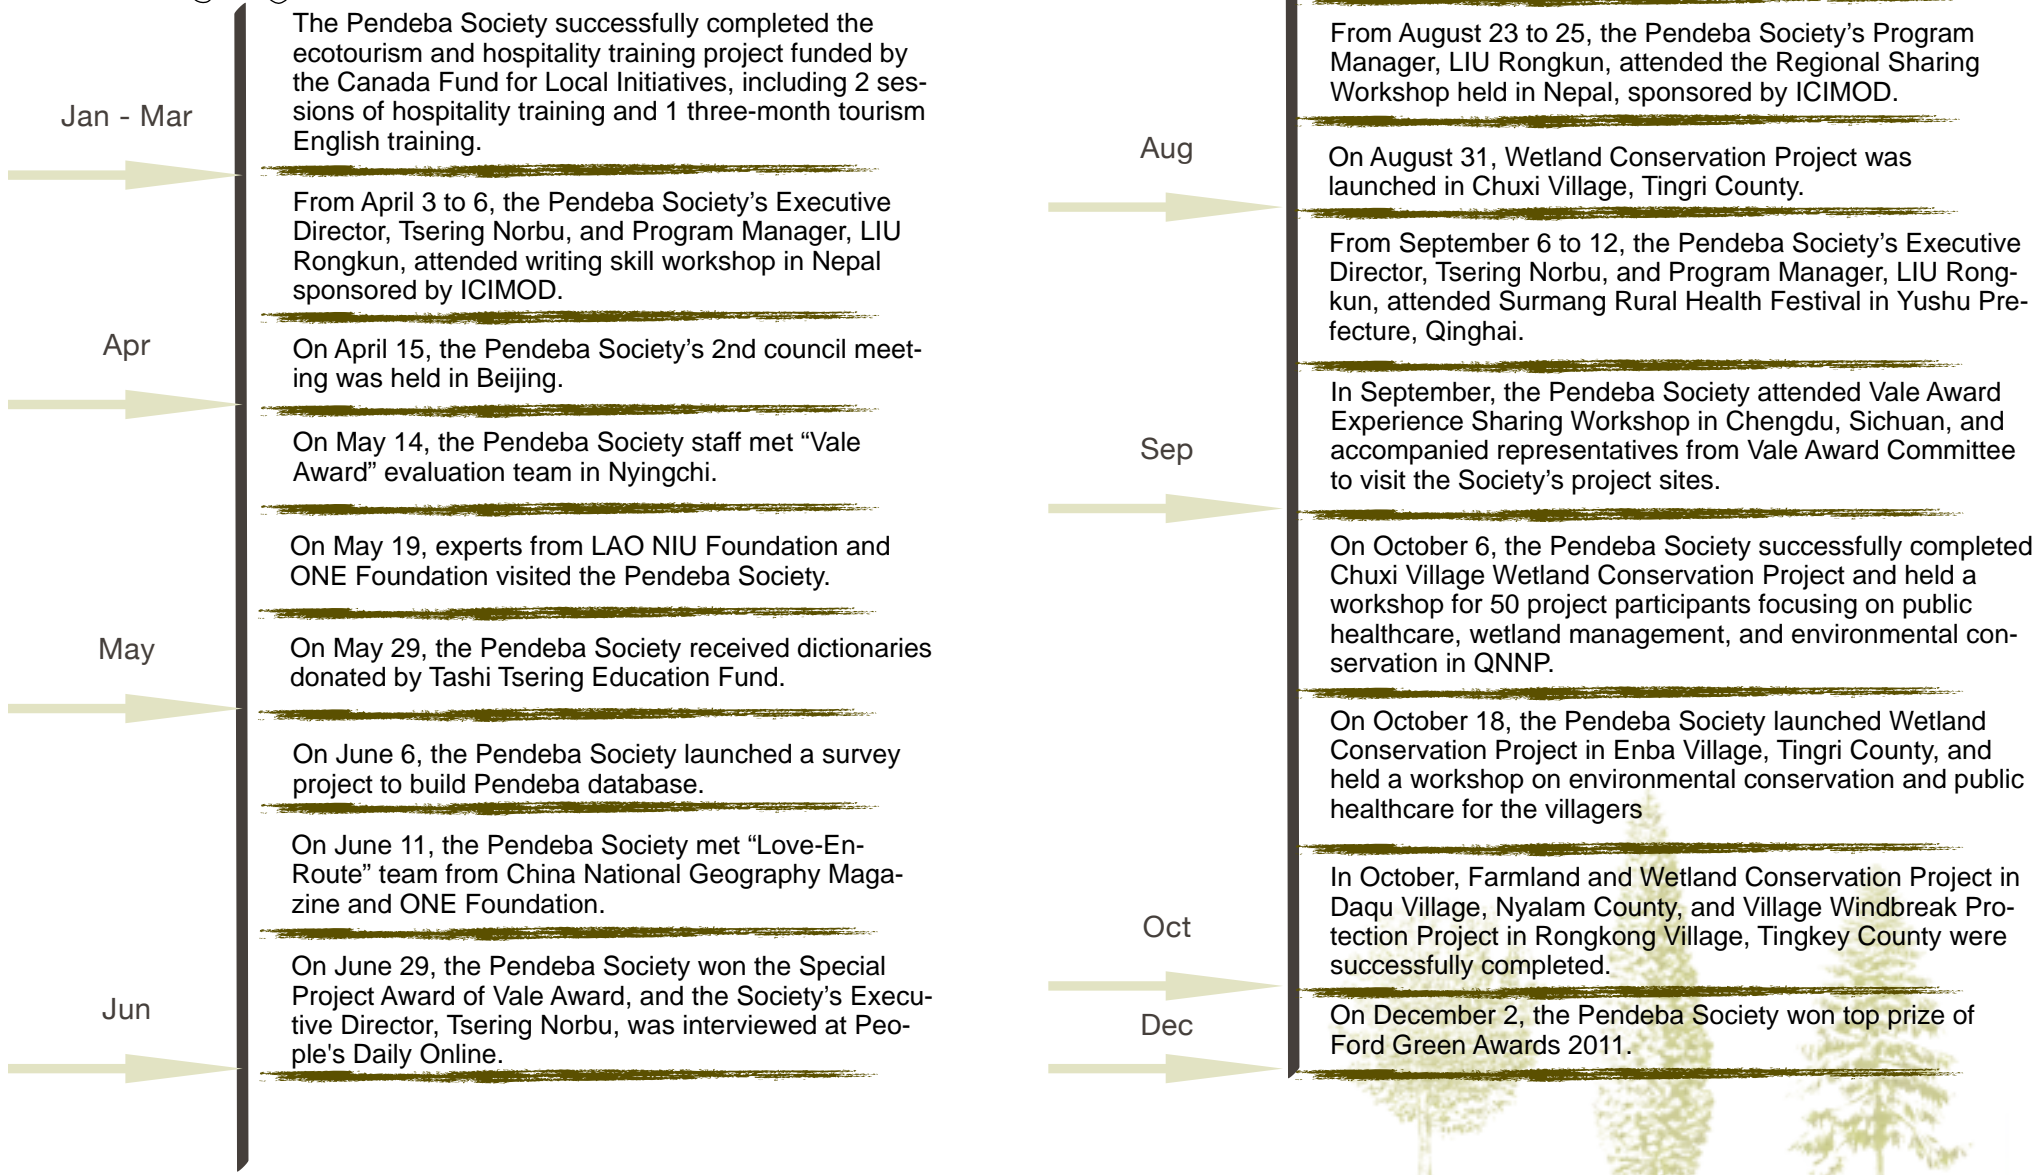 Jan - Mar
The Pendeba Society successfully completed the
ecotourism and hospitality training project funded by
the Canada Fund for Local Initiatives, including 2 ses-
sions of hospitality training and 1 three-month tourism
English training.
From April 3 to 6, the Pendeba Society’s Executive
Director, Tsering Norbu, and Program Manager, LIU
Rongkun, attended writing skill workshop in Nepal
sponsored by ICIMOD.
Apr
On April 15, the Pendeba Society’s 2nd council meet-
ing was held in Beijing.
On May 14, the Pendeba Society staff met “Vale
Award” evaluation team in Nyingchi.
On May 19, experts from LAO NIU Foundation and
ONE Foundation visited the Pendeba Society.
May
On May 29, the Pendeba Society received dictionaries
donated by Tashi Tsering Education Fund.
On June 6, the Pendeba Society launched a survey
project to build Pendeba database.
On June 11, the Pendeba Society met “Love-En-
Route” team from China National Geography Maga-
zine and ONE Foundation.
Jun
On June 29, the Pendeba Society won the Special
Project Award of Vale Award, and the Society’s Execu-
tive Director, Tsering Norbu, was interviewed at Peo-
ple's Daily Online.
From August 23 to 25, the Pendeba Society’s Program
Manager, LIU Rongkun, attended the Regional Sharing
Workshop held in Nepal, sponsored by ICIMOD.
Aug
On August 31, Wetland Conservation Project was
launched in Chuxi Village, Tingri County.
From September 6 to 12, the Pendeba Society’s Executive
Director, Tsering Norbu, and Program Manager, LIU Rong-
kun, attended Surmang Rural Health Festival in Yushu Pre-
fecture, Qinghai.
Sep
In September, the Pendeba Society attended Vale Award
Experience Sharing Workshop in Chengdu, Sichuan, and
accompanied representatives from Vale Award Committee
to visit the Society’s project sites.
On October 6, the Pendeba Society successfully completed
Chuxi Village Wetland Conservation Project and held a
workshop for 50 project participants focusing on public
healthcare, wetland management, and environmental con-
servation in QNNP.
On October 18, the Pendeba Society launched Wetland
Conservation Project in Enba Village, Tingri County, and
held a workshop on environmental conservation and public
healthcare for the villagers
Oct
In October, Farmland and Wetland Conservation Project in
Daqu Village, Nyalam County, and Village Windbreak Pro-
tection Project in Rongkong Village, Tingkey County were
successfully completed.
Dec
On December 2, the Pendeba Society won top prize of
Ford Green Awards 2011.